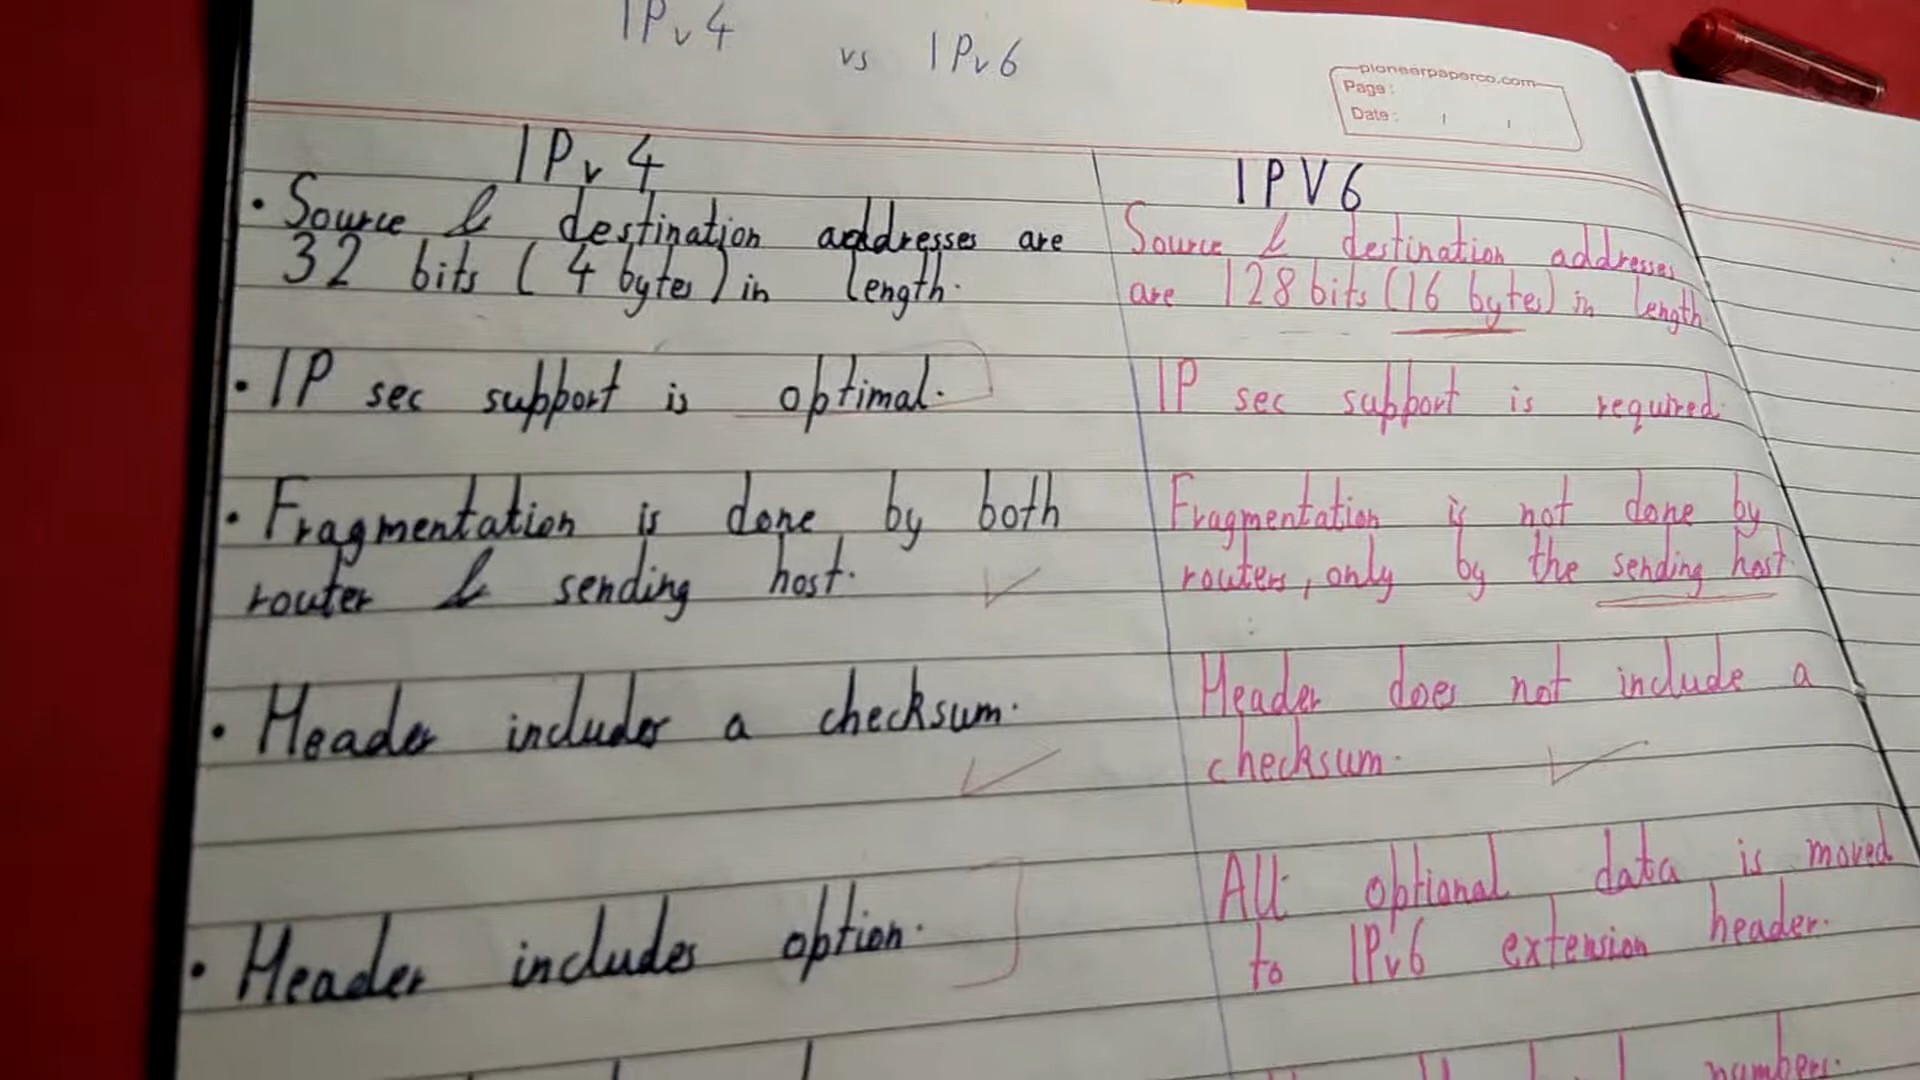 IPv4 vs IPv6
pioneerpaperco.com
Page :
Date :
IPv4
• Source & destination addresses are
32 bits (4 bytes) in length.
• IP sec support is optimal.
• Fragmentation is done by both
router & sending host.
• Header includes a checksum.
• Header includes option.
IPV6
Source & destination addresses
are 128 bits (16 bytes) in length
IP sec support is required.
Fragmentation is not done by
routers, only by the sending host
Header does not include a
checksum.
All optional data is moved
to IPv6 extension header.
numbers.